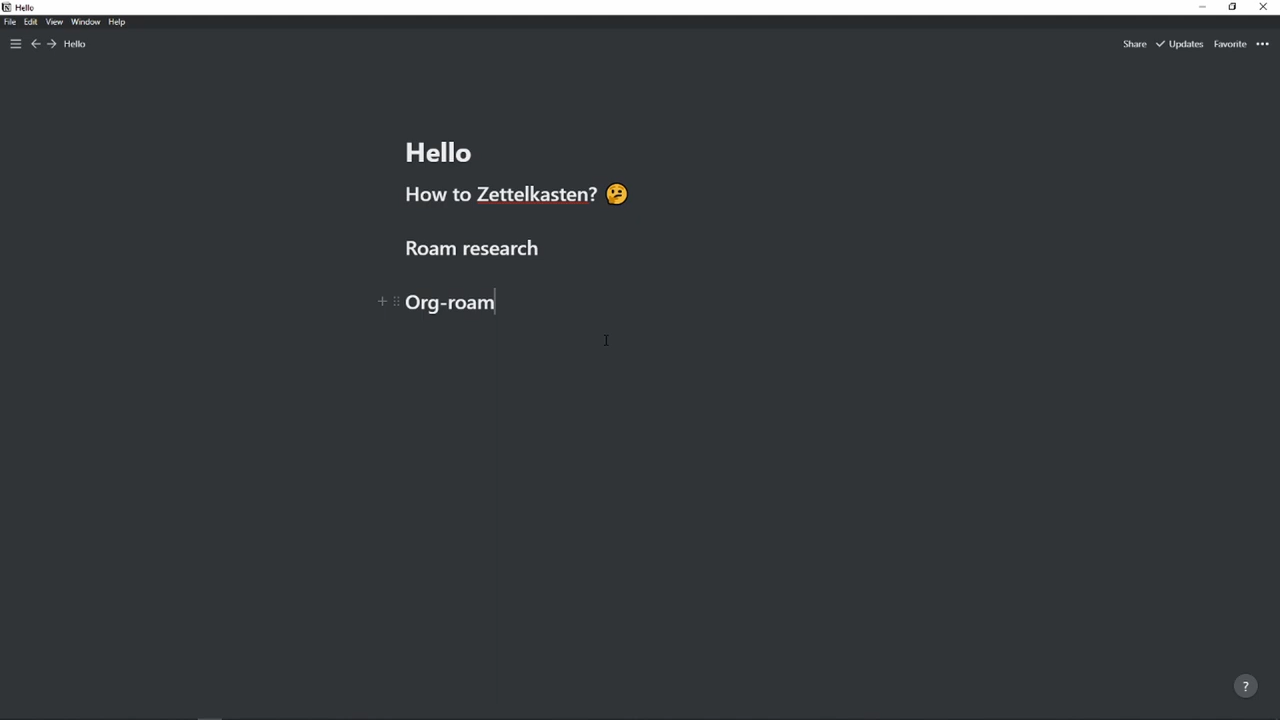 Hello
File Edit View Window Help
Hello
Share Updates Favorite
Hello
How to Zettelkasten? 🤔
Roam research
Org-roam
?